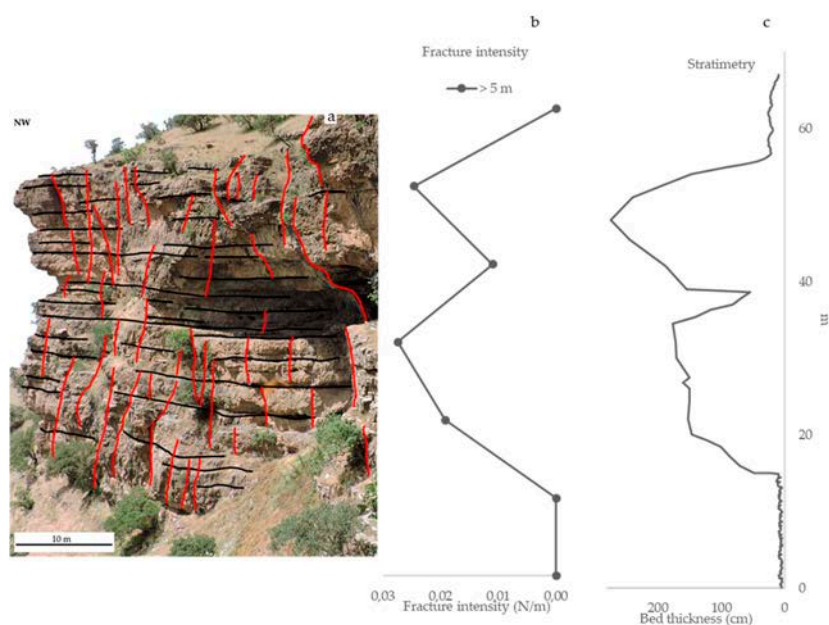 b
c
Fracture intensity
> 5 m
Stratimetry
NW
a
10 m
60
40
m
20
0
0,03
0,02
0,01
0,00
Fracture intensity (N/m)
200
100
0
Bed thickness (cm)